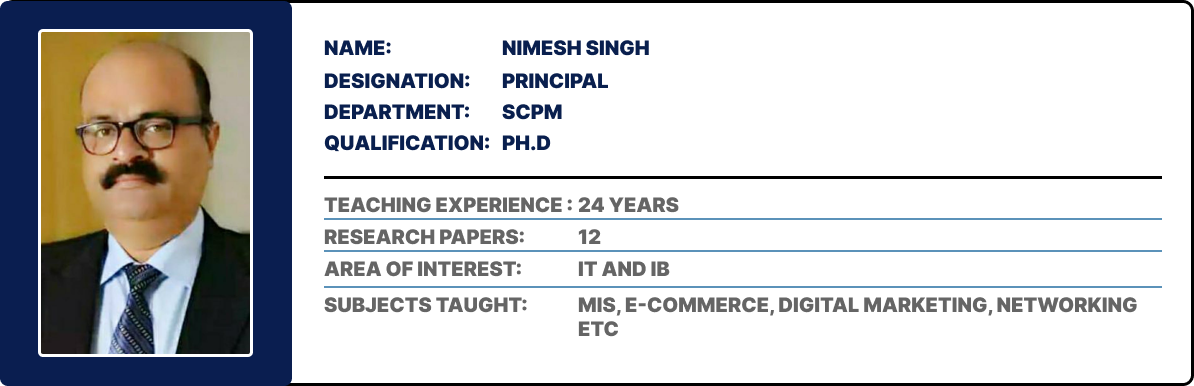 NAME: NIMESH SINGH
DESIGNATION: PRINCIPAL
DEPARTMENT: SCPM
QUALIFICATION: PH.D
TEACHING EXPERIENCE : 24 YEARS
RESEARCH PAPERS: 12
AREA OF INTEREST: IT AND IB
SUBJECTS TAUGHT: MIS, E-COMMERCE, DIGITAL MARKETING, NETWORKING
ETC